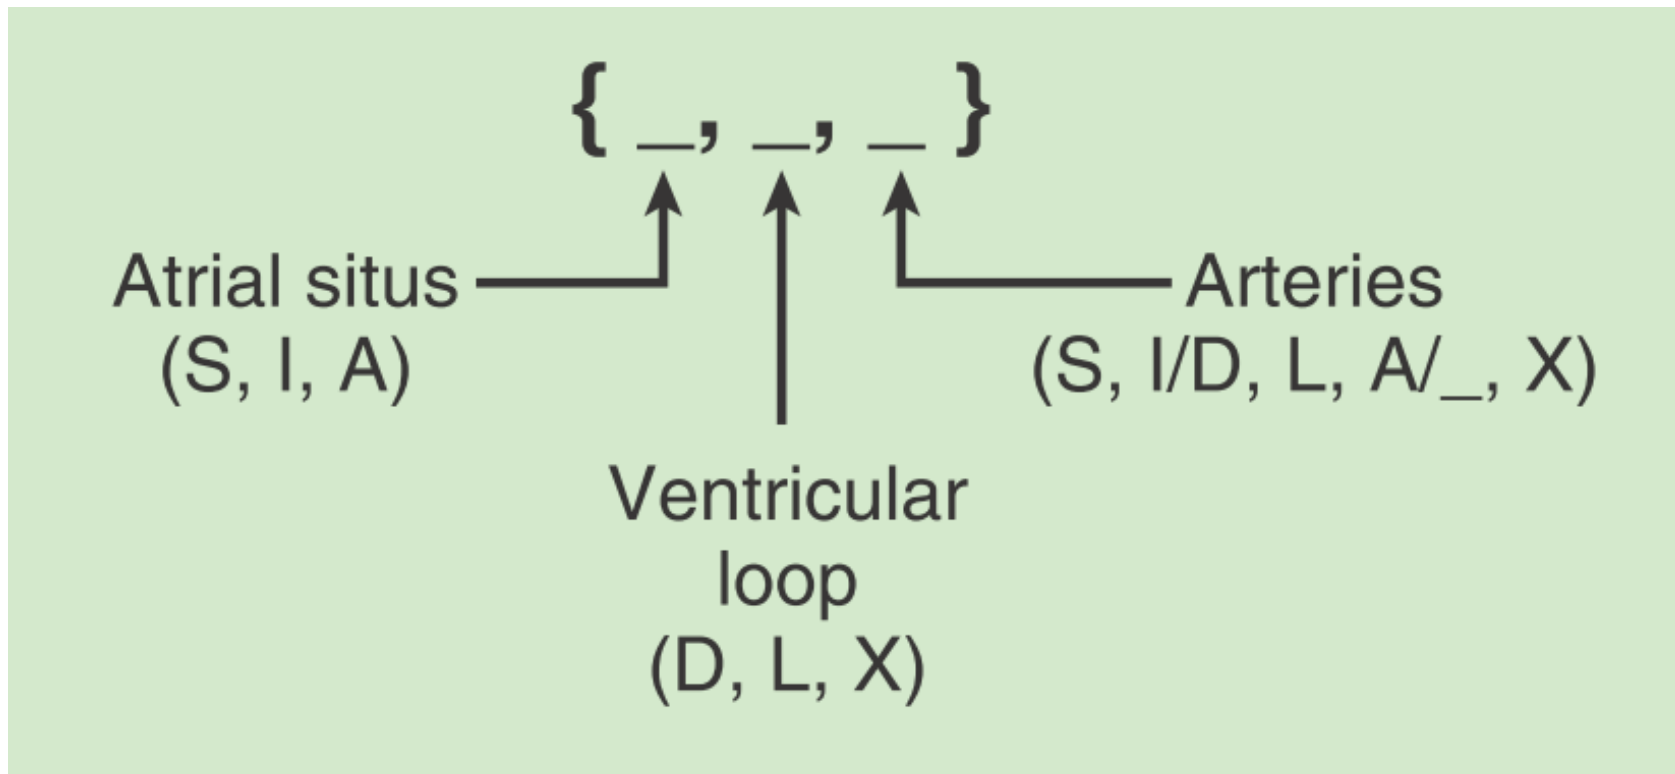 { _, _, _ }
Atrial situs
(S, I, A)
Ventricular
loop
(D, L, X)
Arteries
(S, I/D, L, A/_, X)